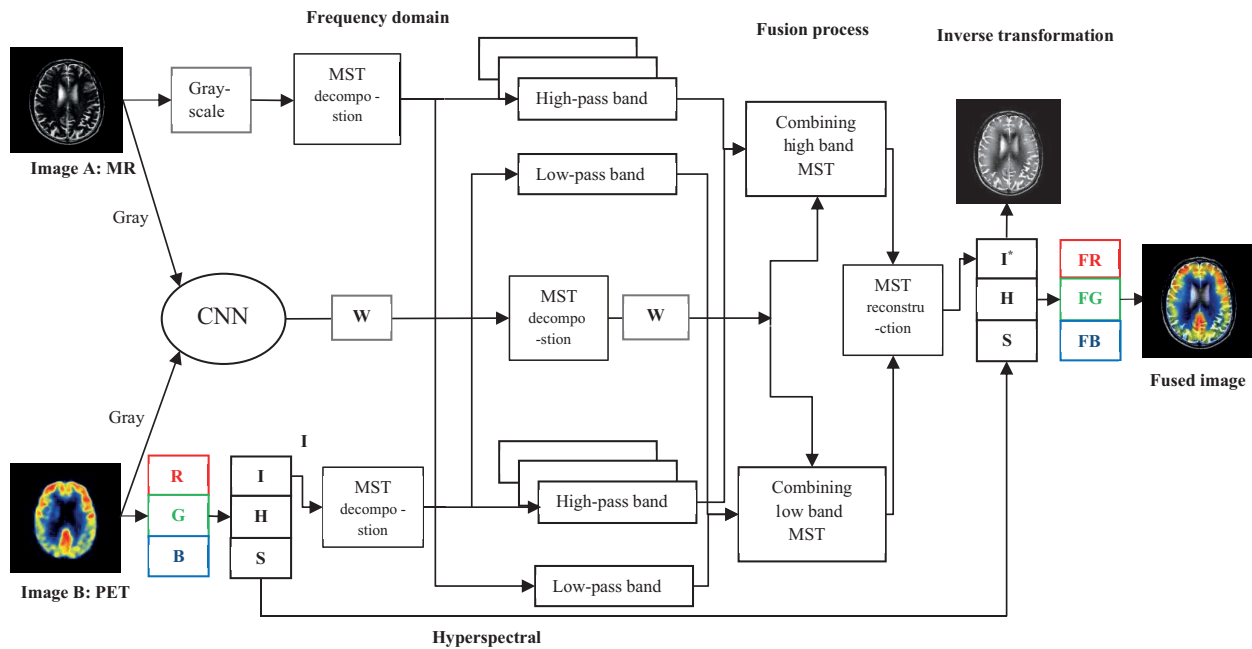 Frequency domain
Fusion process
Inverse transformation
Gray-
scale
MST
decompo -
stion
High-pass band
Combining
high band
MST
Image A: MR
Low-pass band
Gray
CNN
W
MST
decompo
-stion
W
MST
reconstru
-ction
I*
H
S
FR
FG
FB
Fused image
Gray
I
R
G
B
I
H
S
MST
decompo -
stion
High-pass band
Combining
low band
MST
Low-pass band
Image B: PET
Hyperspectral